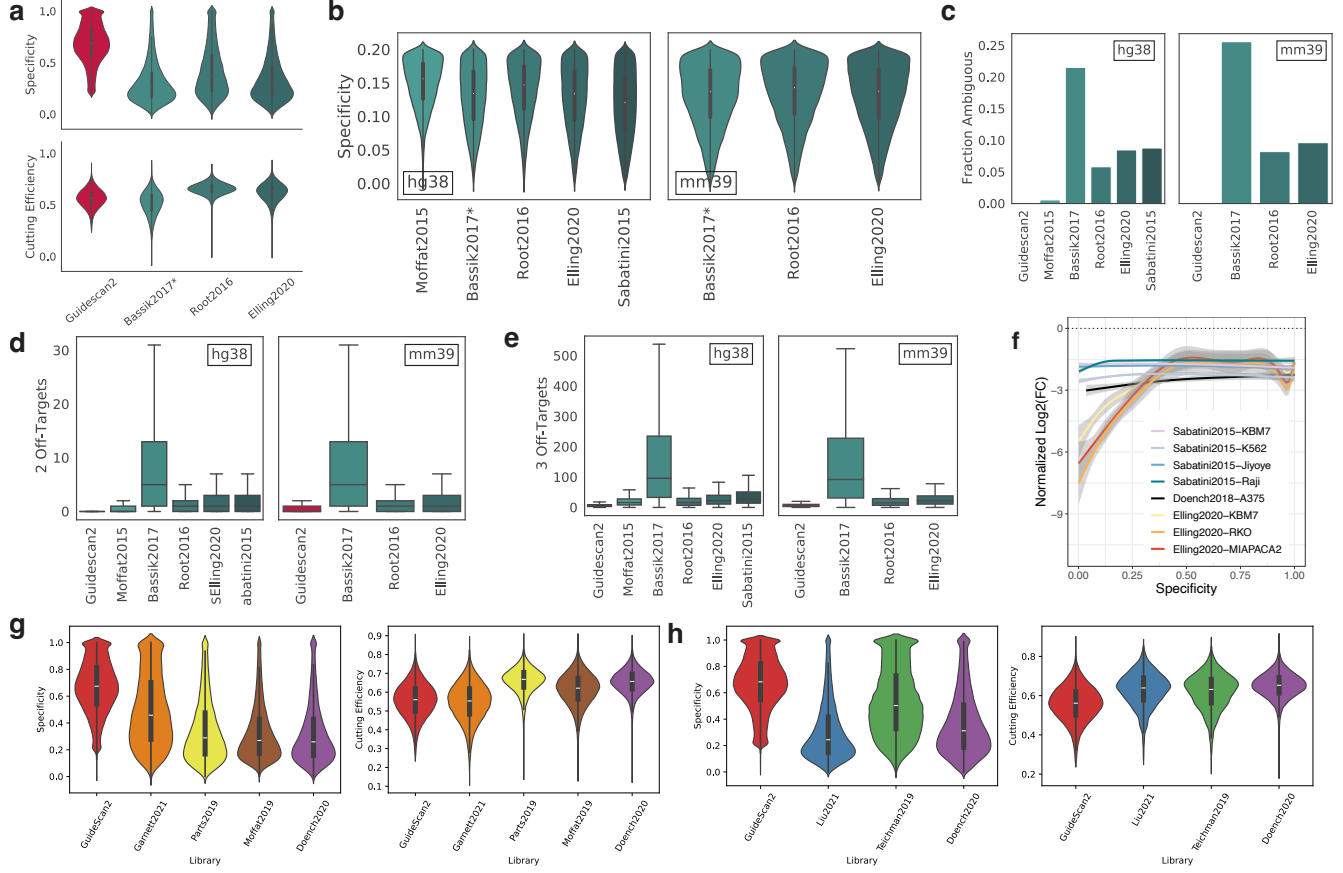 a
1.0
0.5
0.0
Specificity
1.0
0.5
0.0
Cutting Efficiency
Guidescan2
Bassik2017*
Root2016
Elling2020
b
0.20
0.15
0.10
0.05
0.00
Specificity
hg38
mm39
Moffat2015
Bassik2017*
Root2016
Elling2020
Sabatini2015
Bassik2017*
Root2016
Elling2020
c
0.25
0.20
0.15
0.10
0.05
0.00
Fraction Ambiguous
hg38
mm39
Guidescan2
Moffat2015
Bassik2017
Root2016
Elling2020
Sabatini2015
Guidescan2
Bassik2017
Root2016
Elling2020
d
30
20
10
0
2 Off-Targets
hg38
mm39
Guidescan2
Moffat2015
Bassik2017
Root2016
SElling2020
abatini2015
Guidescan2
Bassik2017
Root2016
Elling2020
e
500
400
300
200
100
0
3 Off-Targets
hg38
mm39
Guidescan2
Moffat2015
Bassik2017
Root2016
Elling2020
Sabatini2015
Guidescan2
Bassik2017
Root2016
Elling2020
f
0
−3
−6
−9
Normalized Log2(FC)
Sabatini2015−KBM7
Sabatini2015−K562
Sabatini2015−Jiyoye
Sabatini2015−Raji
Doench2018−A375
Elling2020−KBM7
Elling2020−RKO
Elling2020−MIAPACA2
0.00 0.25 0.50 0.75 1.00
Specificity
g
1.0
0.8
0.6
0.4
0.2
0.0
Specificity
GuideScan2
Garnett2021
Parts2019
Moffat2019
Doench2020
Library
0.9
0.8
0.7
0.6
0.5
0.4
0.3
0.2
0.1
Cutting Efficiency
GuideScan2
Garnett2021
Parts2019
Moffat2019
Doench2020
Library
h
1.0
0.8
0.6
0.4
0.2
0.0
Specificity
GuideScan2
Liu2021
Teichman2019
Doench2020
Library
0.8
0.6
0.4
0.2
Cutting Efficiency
GuideScan2
Liu2021
Teichman2019
Doench2020
Library